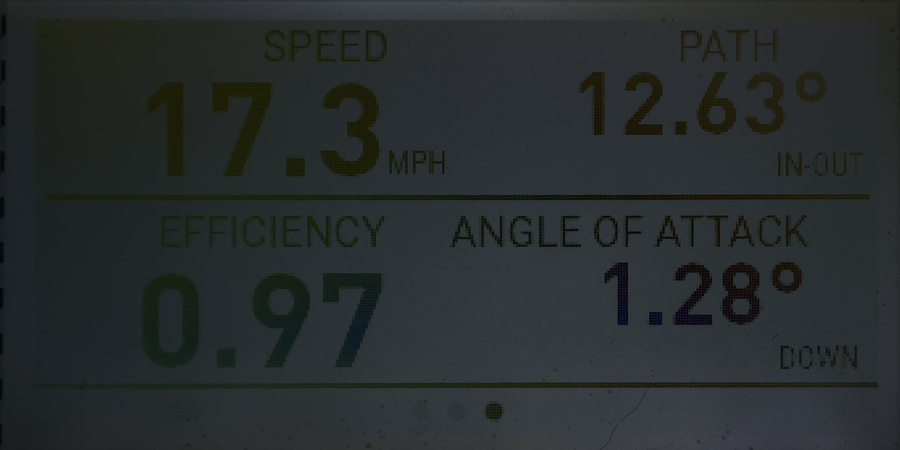 SPEED
17.3 MPH
PATH
12.63°
IN-OUT
EFFICIENCY
0.97
ANGLE OF ATTACK
1.28°
DOWN